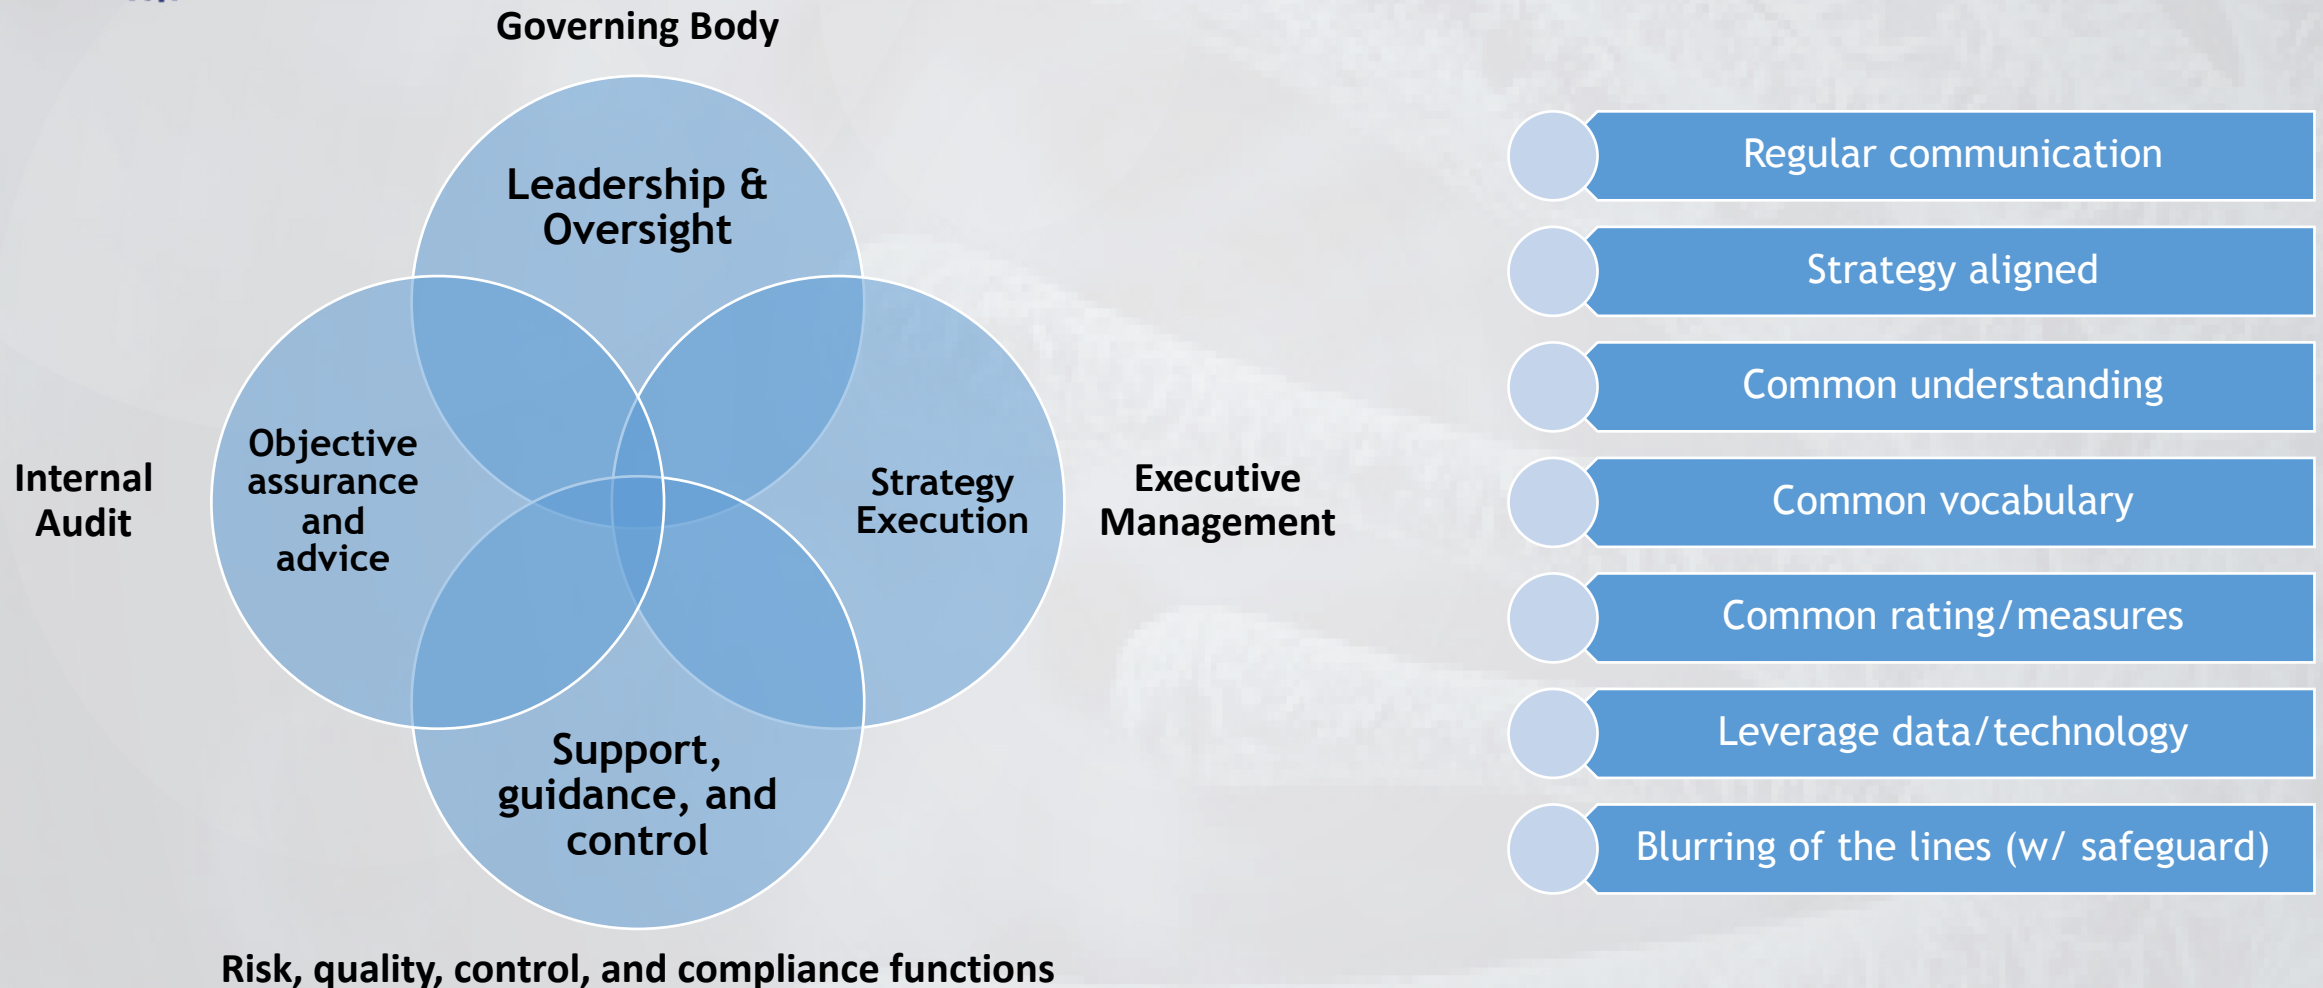 Governing Body
Leadership &
Oversight
Objective
assurance
and
advice
Internal
Audit
Strategy
Execution
Executive
Management
Support,
guidance, and
control
Risk, quality, control, and compliance functions
Regular communication
Strategy aligned
Common understanding
Common vocabulary
Common rating/measures
Leverage data/technology
Blurring of the lines (w/ safeguard)